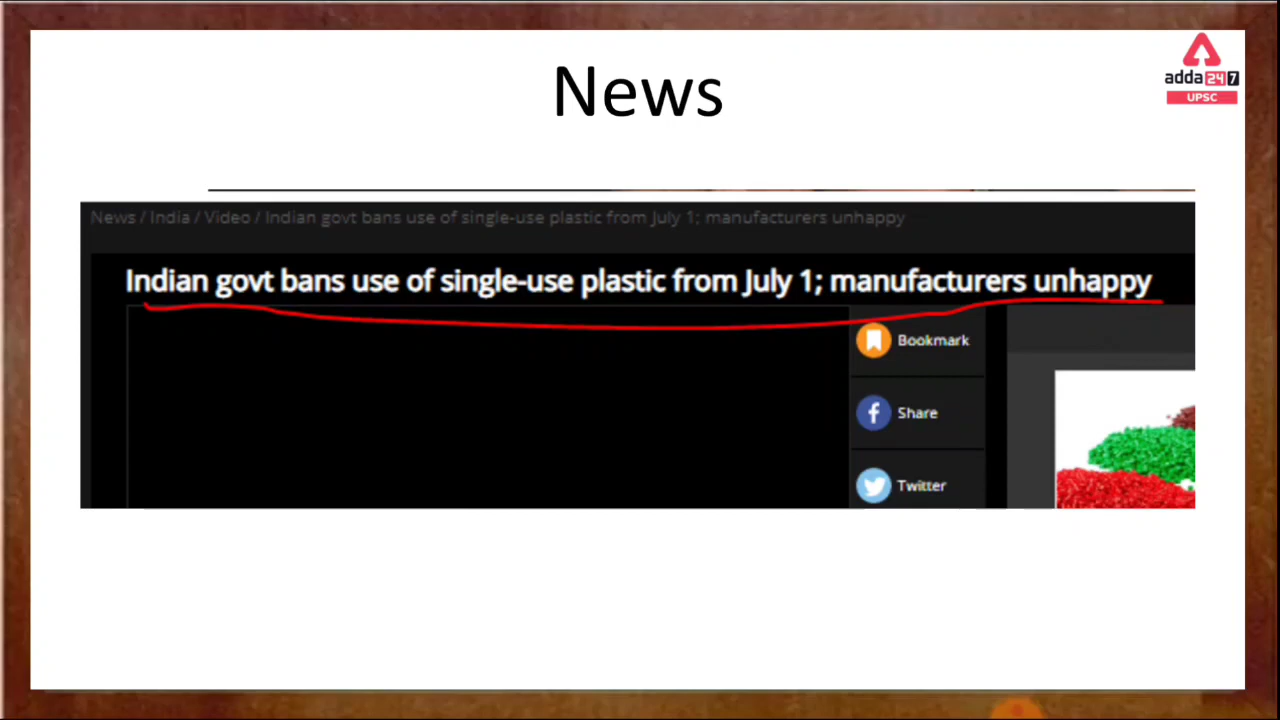 News
adda247
UPSC
News / India / Video / Indian govt bans use of single-use plastic from July 1; manufacturers unhappy
Indian govt bans use of single-use plastic from July 1; manufacturers unhappy
Bookmark
Share
Twitter